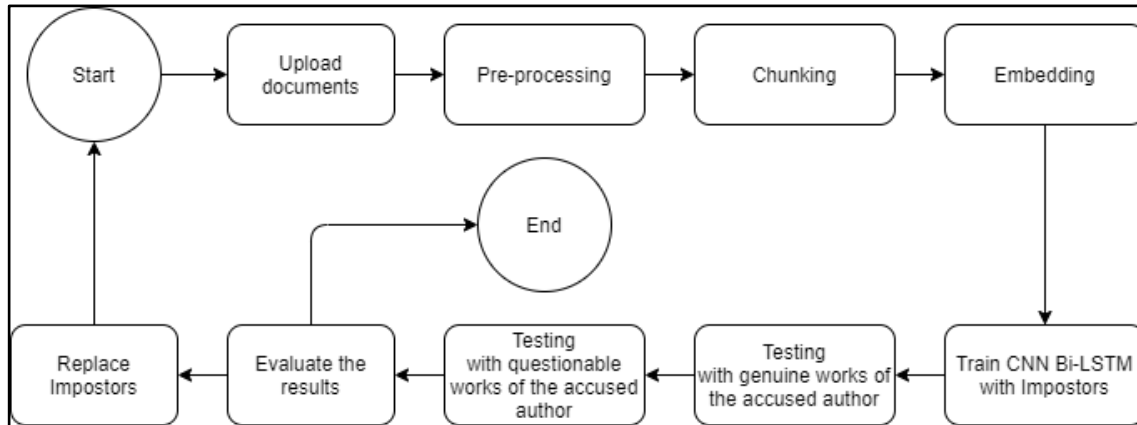 Start
Upload
documents
Pre-processing
Chunking
Embedding
End
Replace
Impostors
Evaluate the
results
Testing
with questionable
works of the accused
author
Testing
with genuine works of
the accused author
Train CNN Bi-LSTM
with Impostors